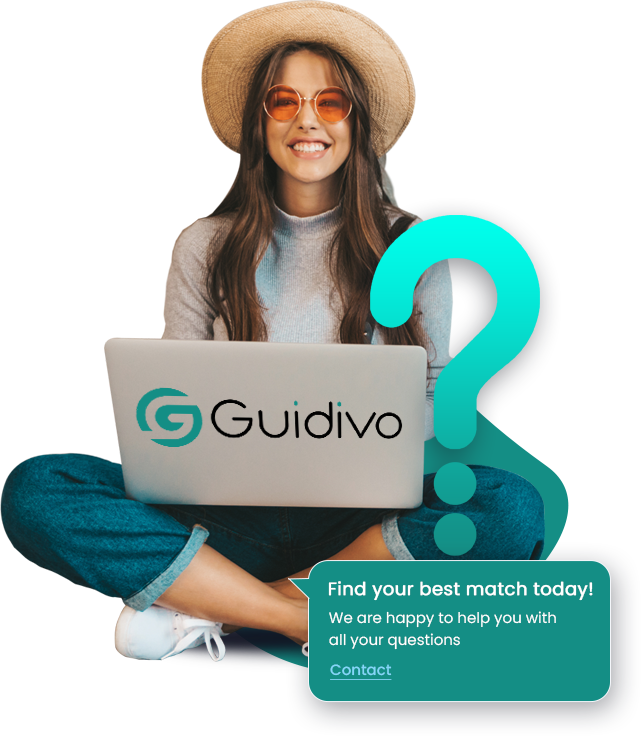 Guidivo
Find your best match today!
We are happy to help you with
all your questions
Contact